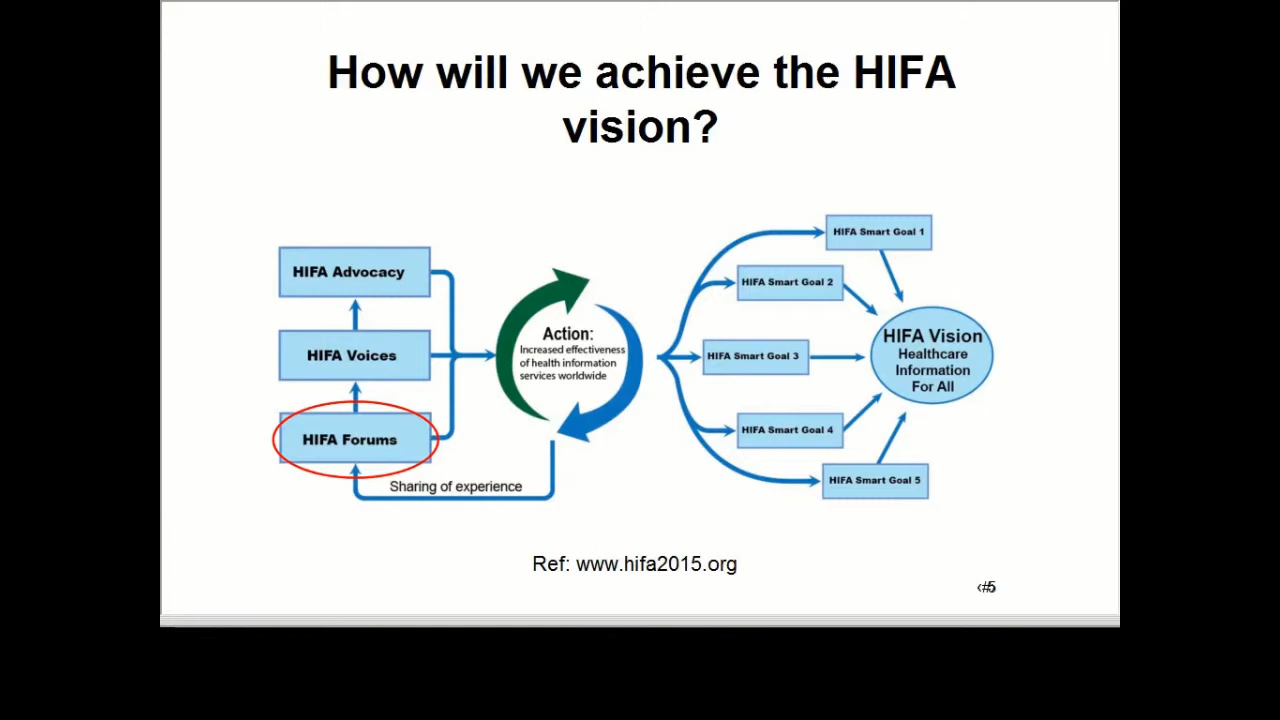 How will we achieve the HIFA
vision?
HIFA Advocacy
HIFA Voices
HIFA Forums
Sharing of experience
Action:
Increased effectiveness
of health information
services worldwide
HIFA Smart Goal 1
HIFA Smart Goal 2
HIFA Smart Goal 3
HIFA Smart Goal 4
HIFA Smart Goal 5
HIFA Vision
Healthcare
Information
For All
Ref: www.hifa2015.org